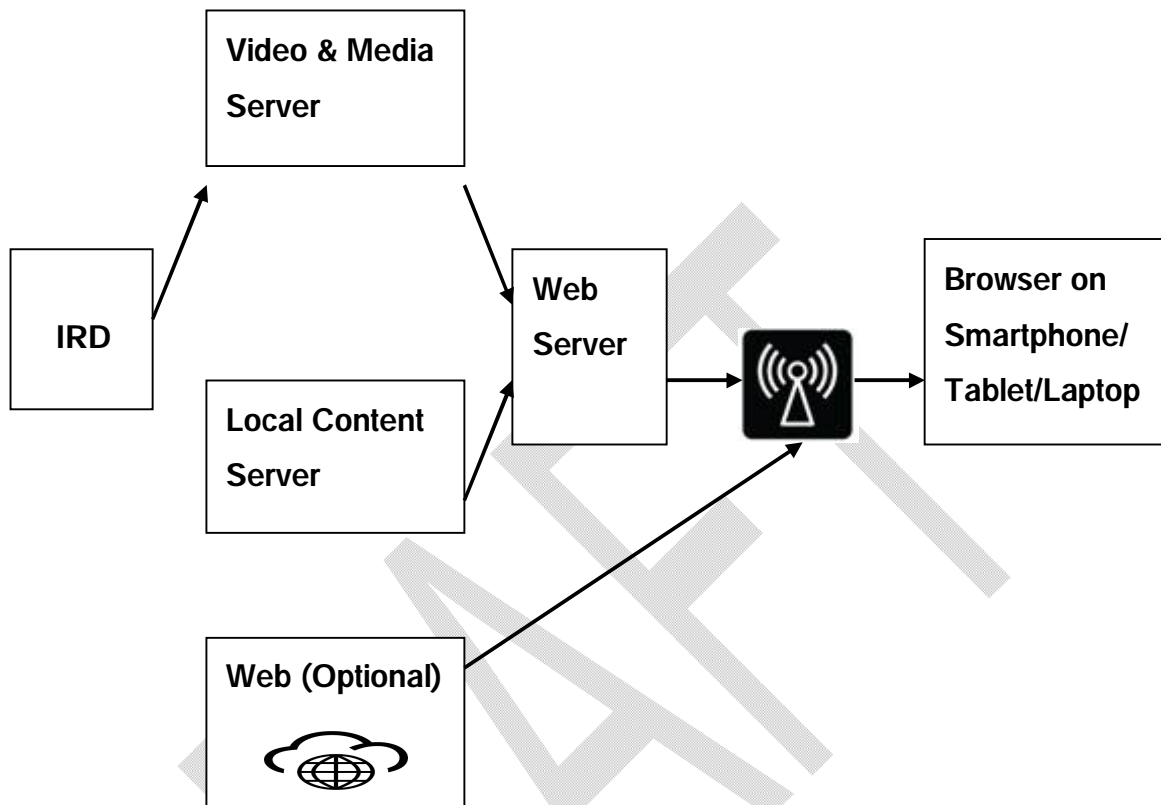 Video & Media
Server
IRD
Web
Server
Browser on
Smartphone/
Tablet/Laptop
Local Content
Server
Web (Optional)